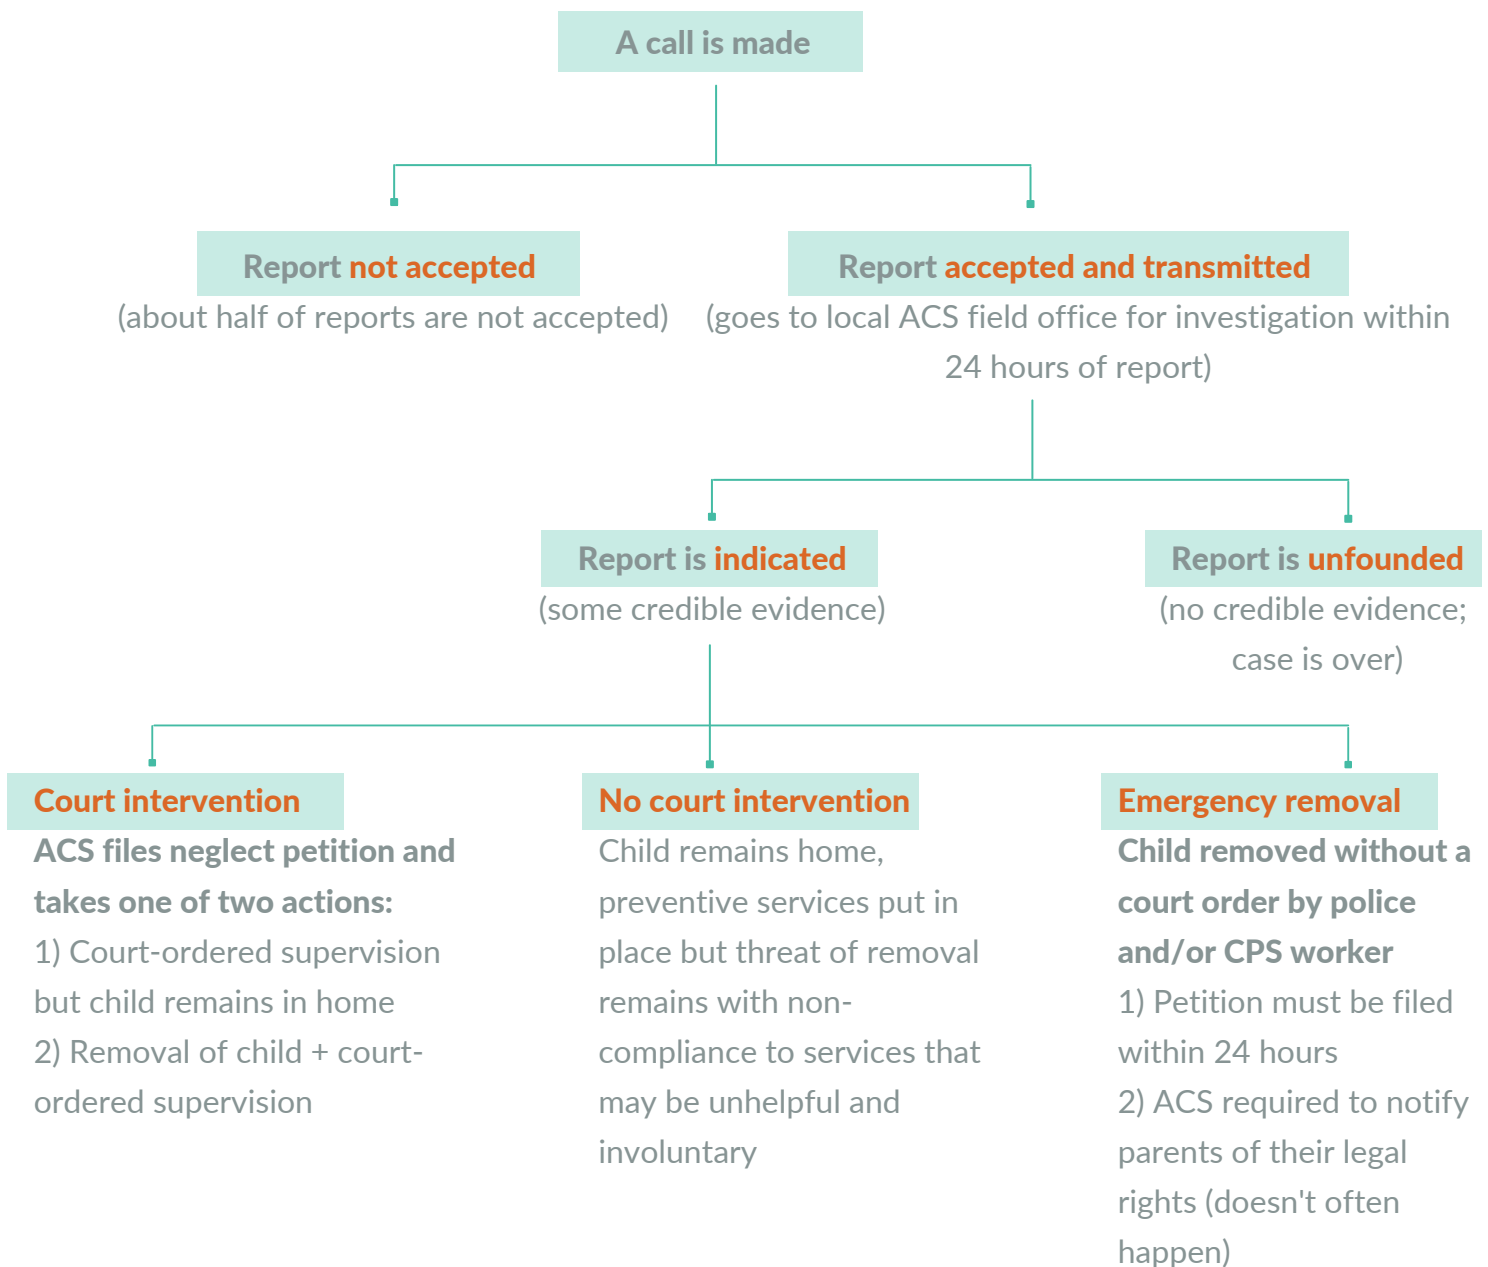 A call is made
Report not accepted
(about half of reports are not accepted)
Report accepted and transmitted
(goes to local ACS field office for investigation within
24 hours of report)
Report is indicated
(some credible evidence)
Report is unfounded
(no credible evidence;
case is over)
Court intervention
ACS files neglect petition and
takes one of two actions:
1) Court-ordered supervision
but child remains in home
2) Removal of child + court-
ordered supervision
No court intervention
Child remains home,
preventive services put in
place but threat of removal
remains with non-
compliance to services that
may be unhelpful and
involuntary
Emergency removal
Child removed without a
court order by police
and/or CPS worker
1) Petition must be filed
within 24 hours
2) ACS required to notify
parents of their legal
rights (doesn't often
happen)